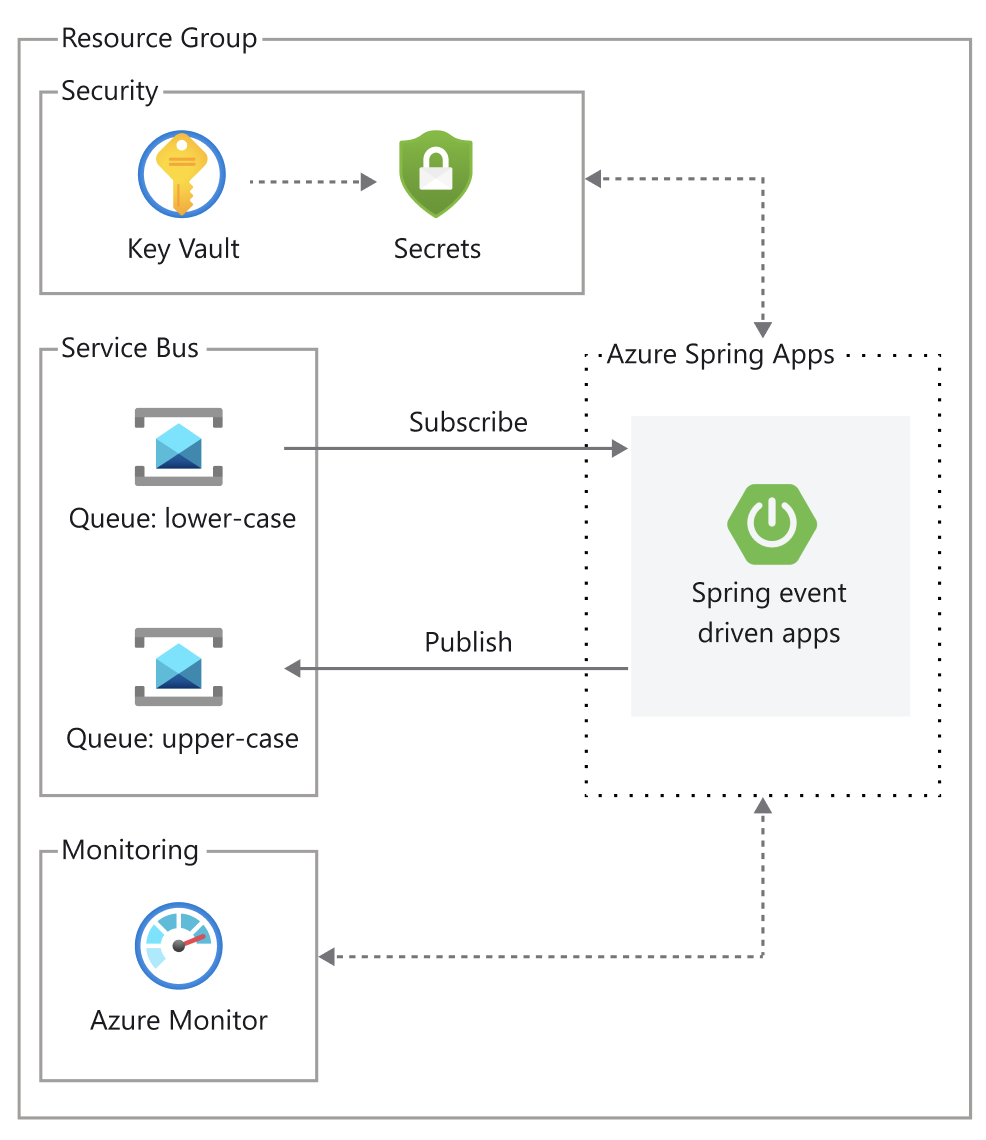 Resource Group
Security
Key Vault
Secrets
Service Bus
Azure Spring Apps
Subscribe
Queue: lower-case
Spring event
driven apps
Publish
Queue: upper-case
Monitoring
Azure Monitor